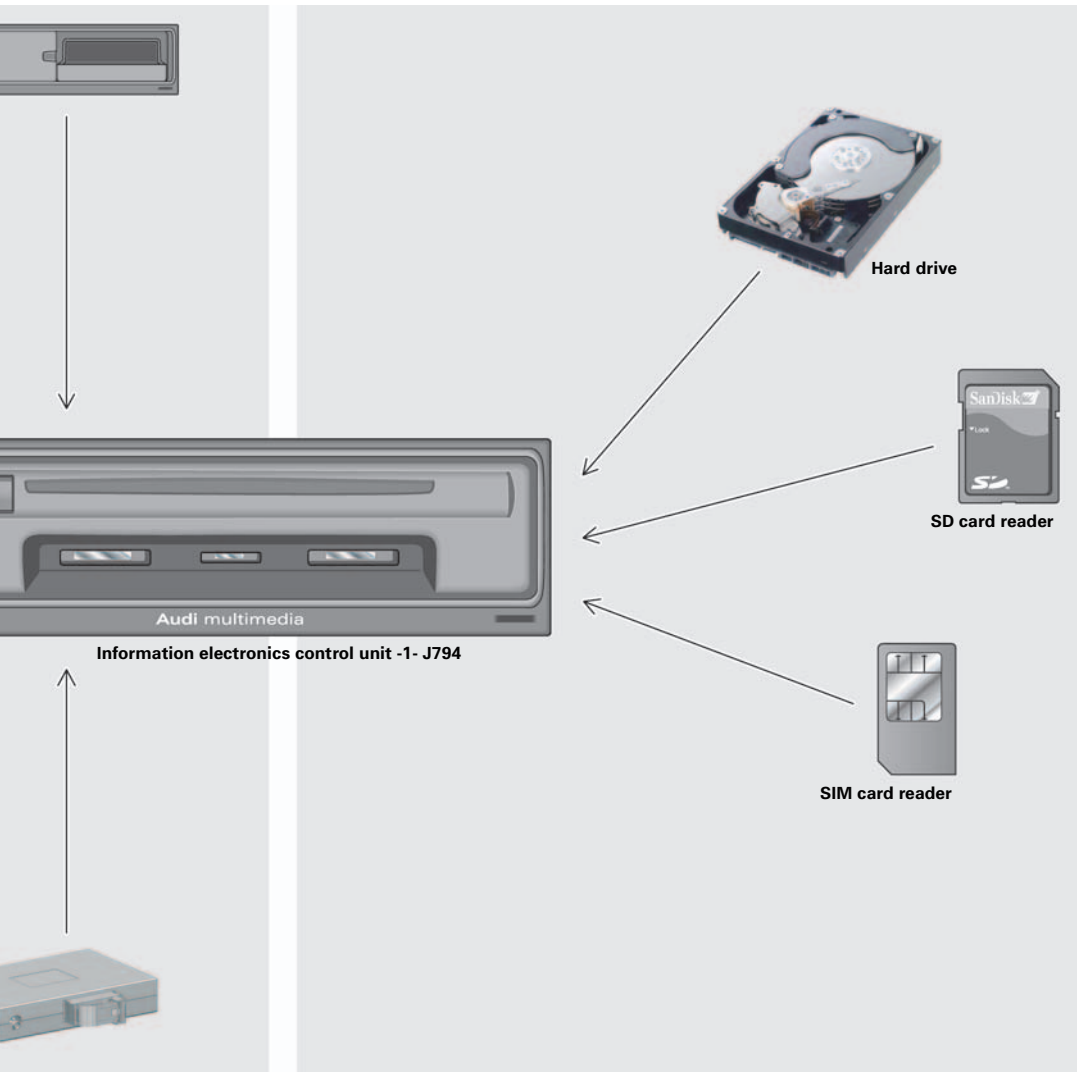 Hard drive
SanDisk
Lock
SD
SD card reader
Audi multimedia
Information electronics control unit -1- J794
SIM card reader